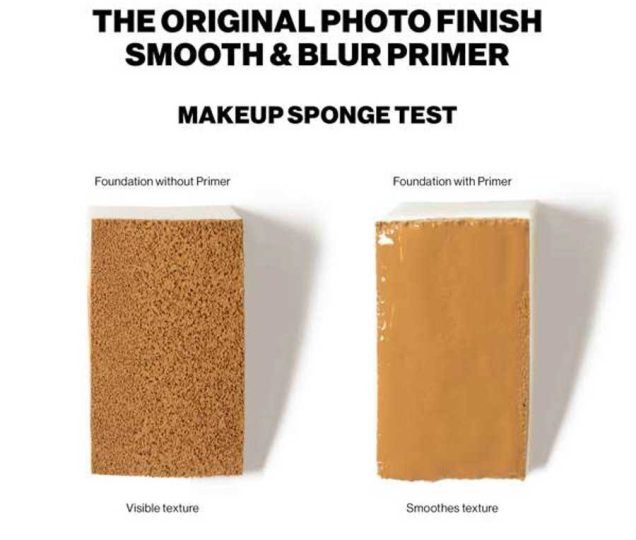 THE ORIGINAL PHOTO FINISH
SMOOTH & BLUR PRIMER
MAKEUP SPONGE TEST
Foundation without Primer
Foundation with Primer
Visible texture
Smoothes texture